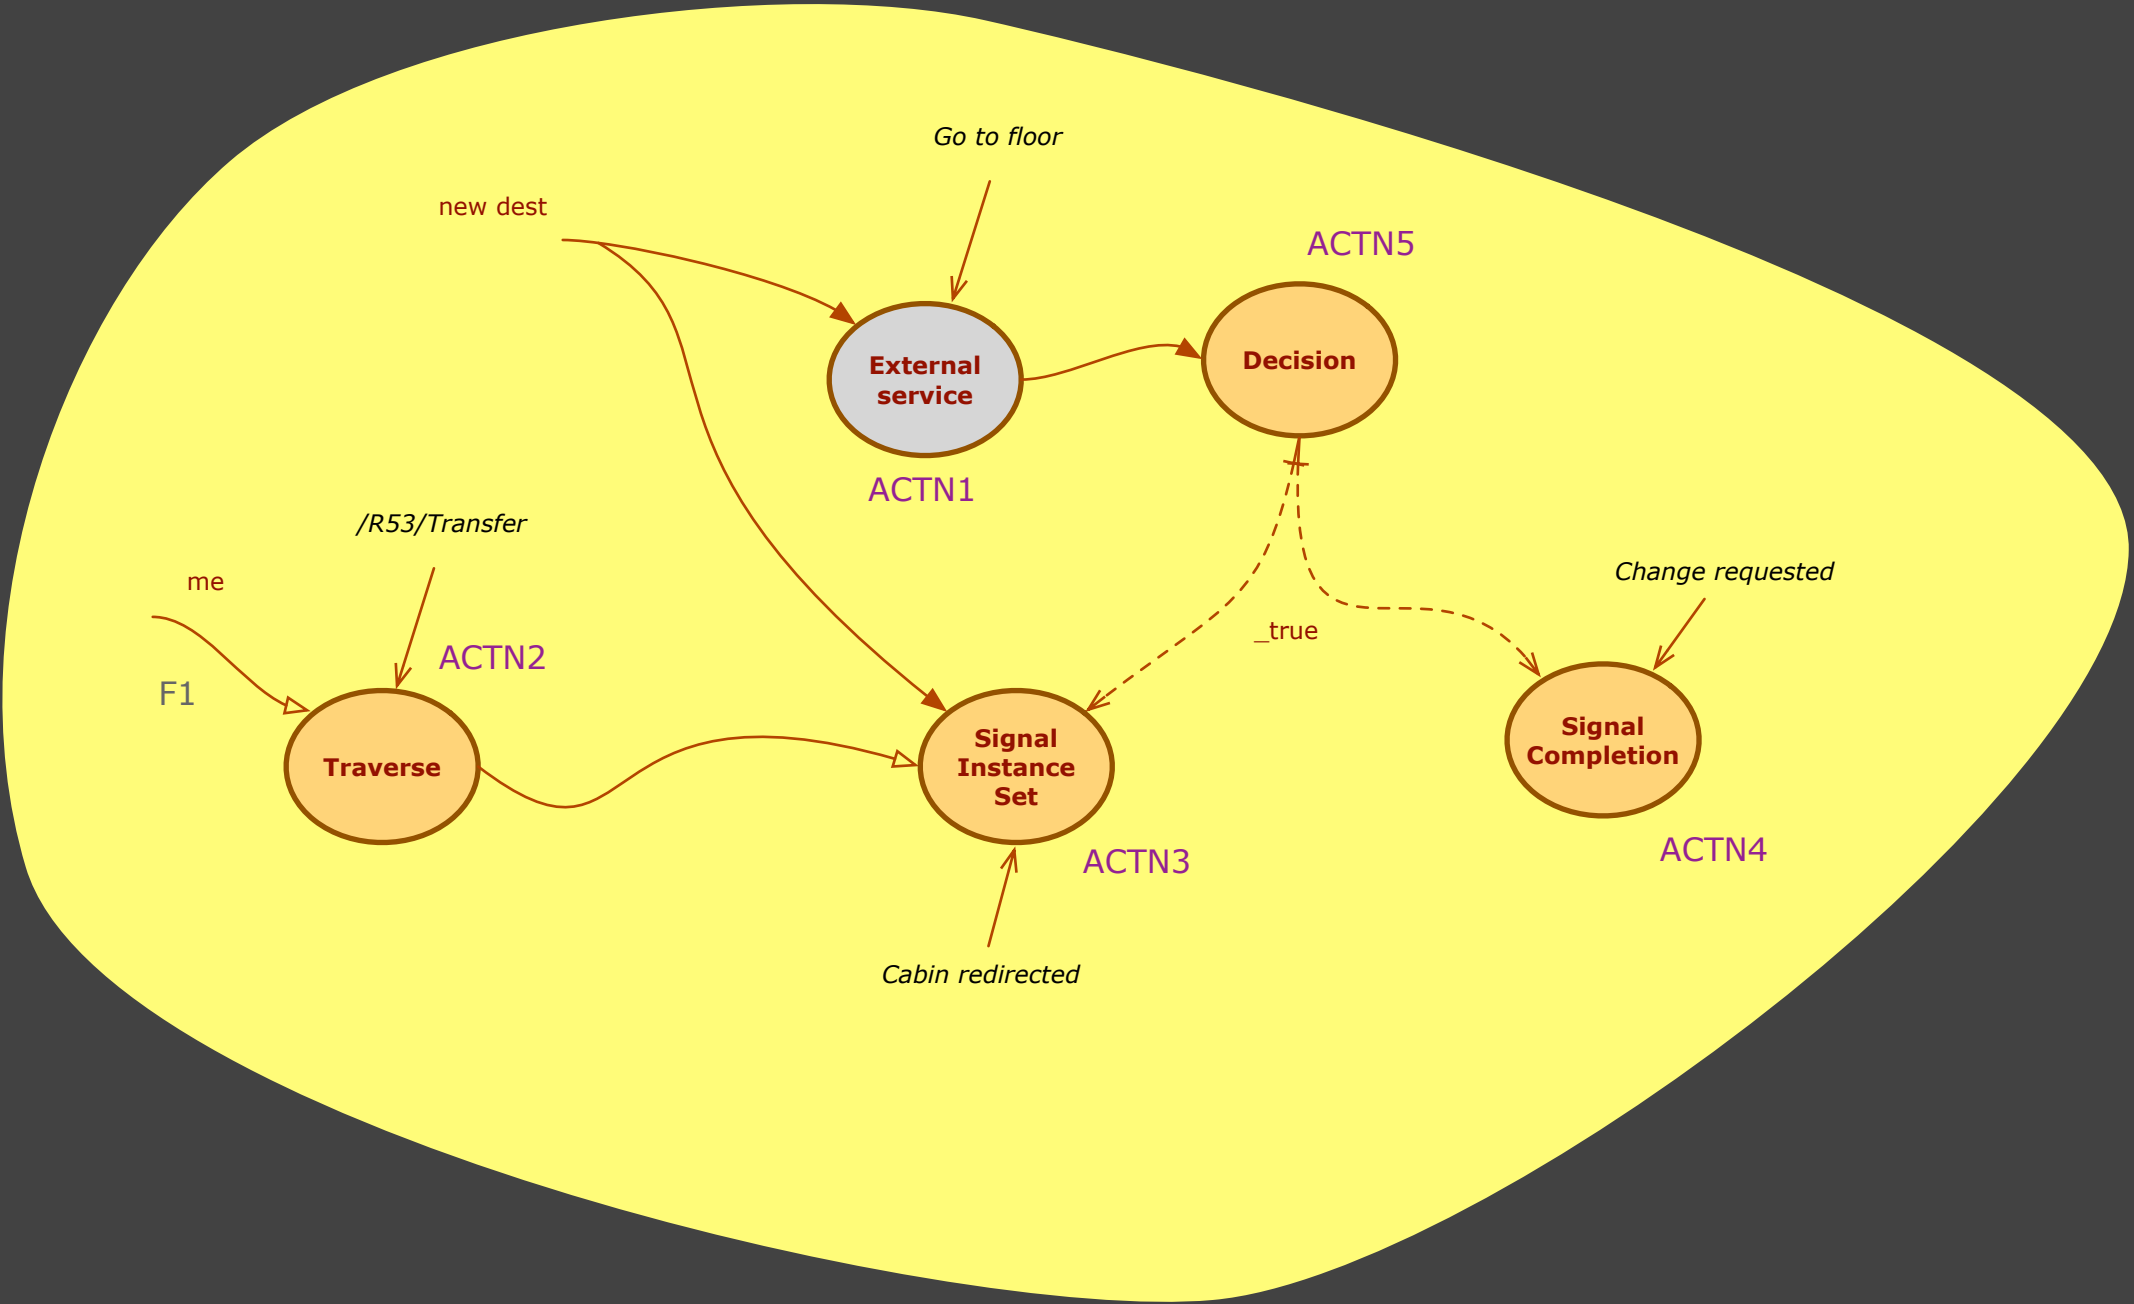 Go to floor
new dest
ACTN5
External
service
Decision
ACTN1
/R53/Transfer
me
ACTN2
F1
_true
Change requested
Traverse
Signal
Instance
Set
Signal
Completion
ACTN3
ACTN4
Cabin redirected